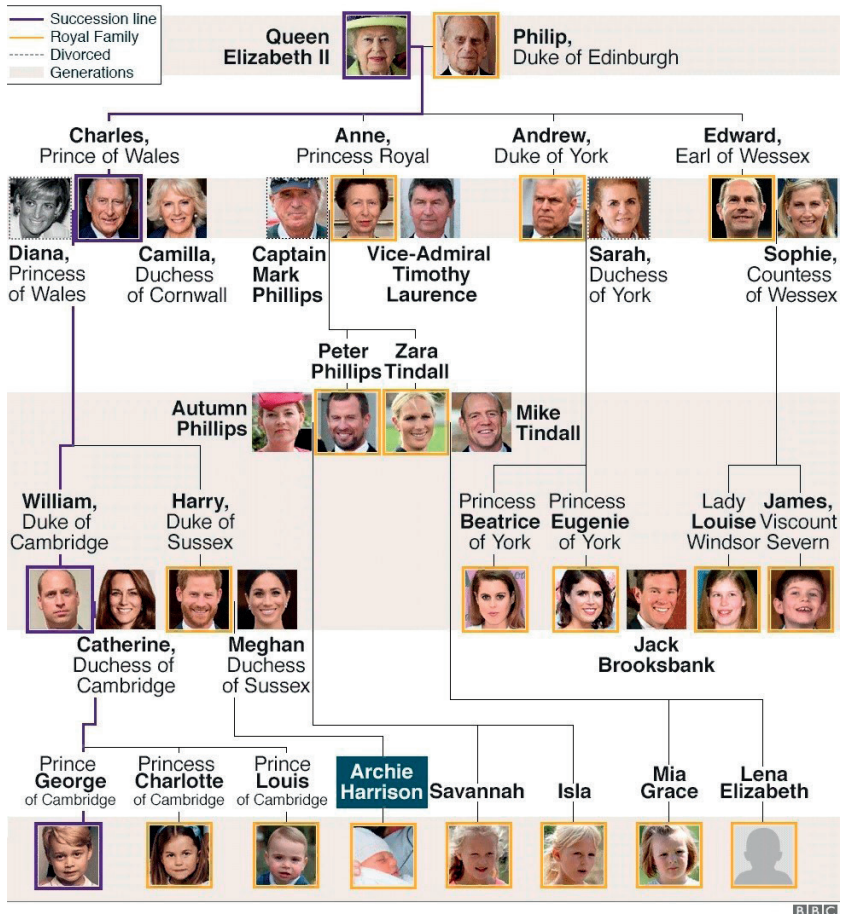 Succession line
Royal Family
Divorced
Generations
Queen
Elizabeth II
Philip,
Duke of Edinburgh
Charles,
Prince of Wales
Anne,
Princess Royal
Andrew,
Duke of York
Edward,
Earl of Wessex
Diana,
Princess
of Wales
Camilla,
Duchess
of Cornwall
Captain
Mark
Phillips
Vice-Admiral
Timothy
Laurence
Sarah,
Duchess
of York
Sophie,
Countess
of Wessex
Peter
Phillips
Zara
Tindall
Autumn
Phillips
Mike
Tindall
William,
Duke of
Cambridge
Harry,
Duke of
Sussex
Princess
Beatrice
of York
Princess
Eugenie
of York
Lady
Louise
Windsor
James,
Viscount
Severn
Catherine,
Duchess of
Cambridge
Meghan
Duchess
of Sussex
Jack
Brooksbank
Prince
George
of Cambridge
Princess
Charlotte
of Cambridge
Prince
Louis
of Cambridge
Archie
Harrison
Savannah
Isla
Mia
Grace
Lena
Elizabeth
BBC